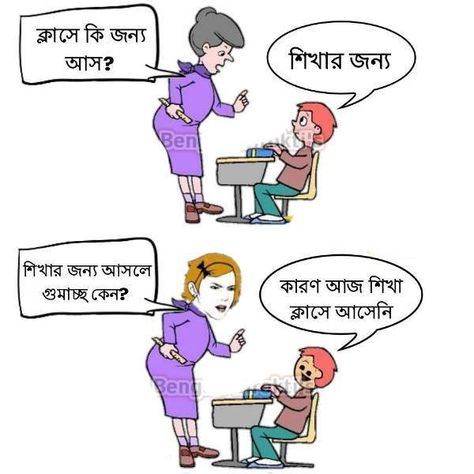 ক্লাসে কি জন্য
আস?
শিখার জন্য
শিখার জন্য আসলে
গুমাচ্ছ কেন?
কারণ আজ শিখা
ক্লাসে আসেনি